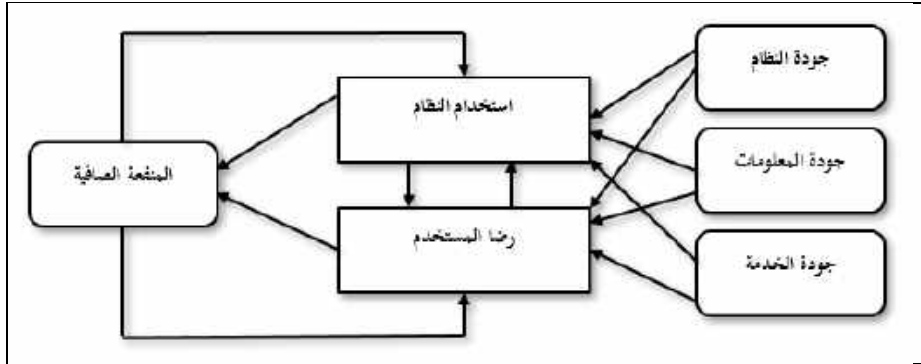 جودة النظام
استخدام النظام
جودة المعلومات
المنفعة الصافية
رضا المستخدم
جودة الخدمة